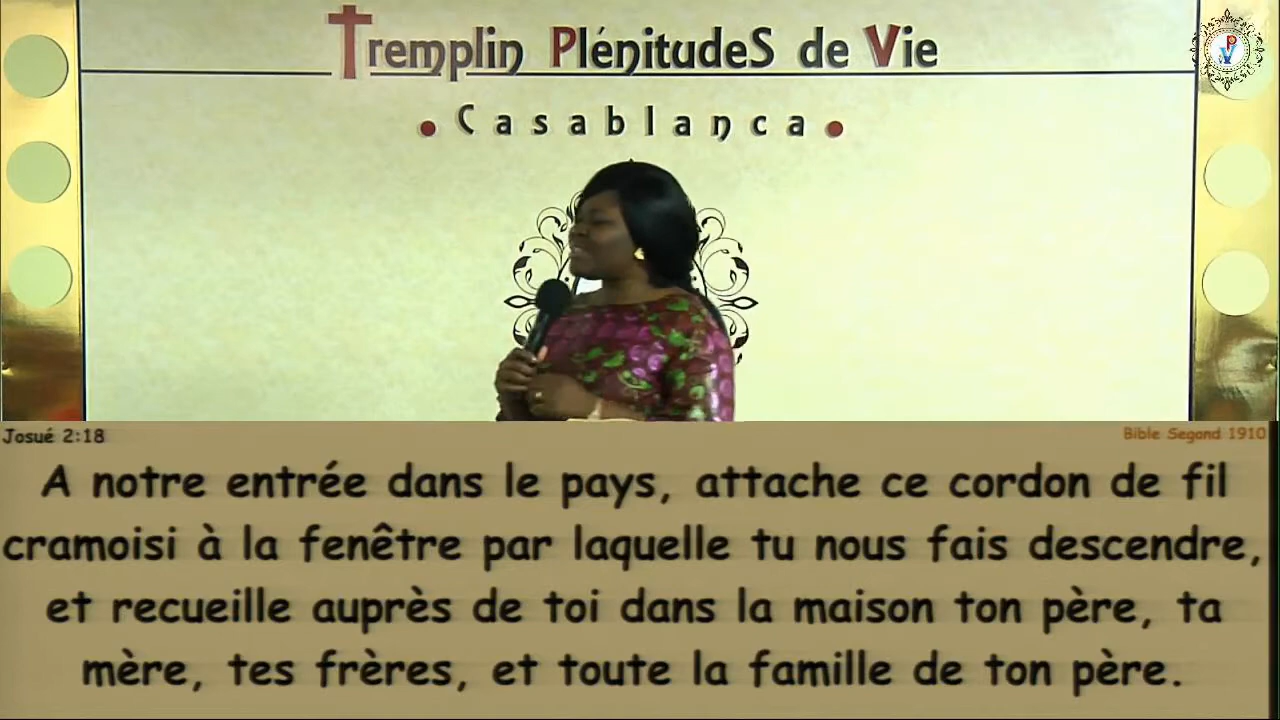 Tremplin PlénitudeS de Vie
Casablanca
Josué 2:18
Bible Segond 1910
A notre entrée dans le pays, attache ce cordon de fil
cramoisi à la fenêtre par laquelle tu nous fais descendre,
et recueille auprès de toi dans la maison ton père, ta
mère, tes frères, et toute la famille de ton père.